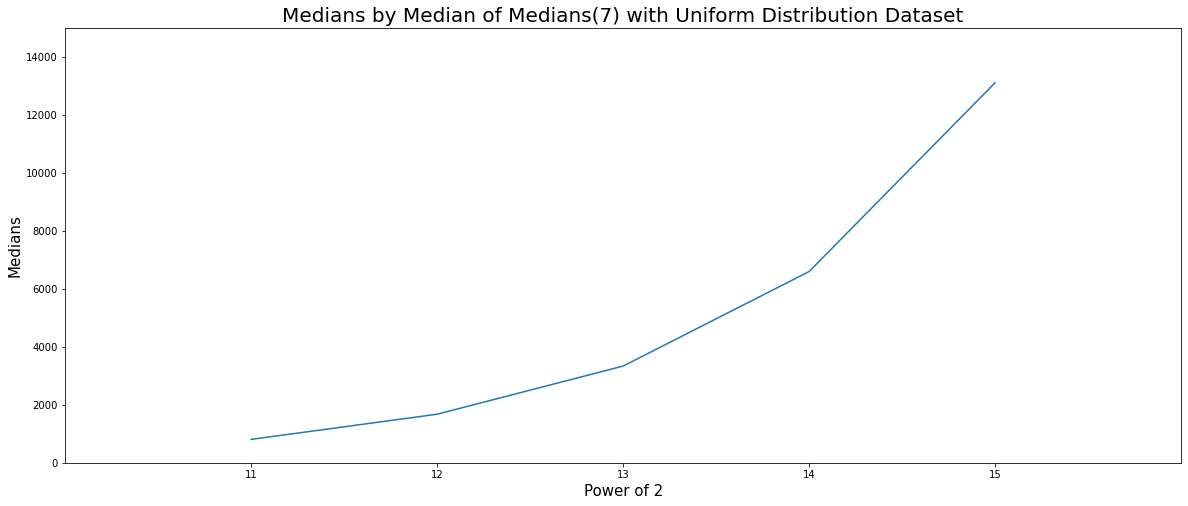 Medians by Median of Medians(7) with Uniform Distribution Dataset
14000
12000
10000
8000
6000
4000
2000
0
Medians
11 12 13 14 15
Power of 2